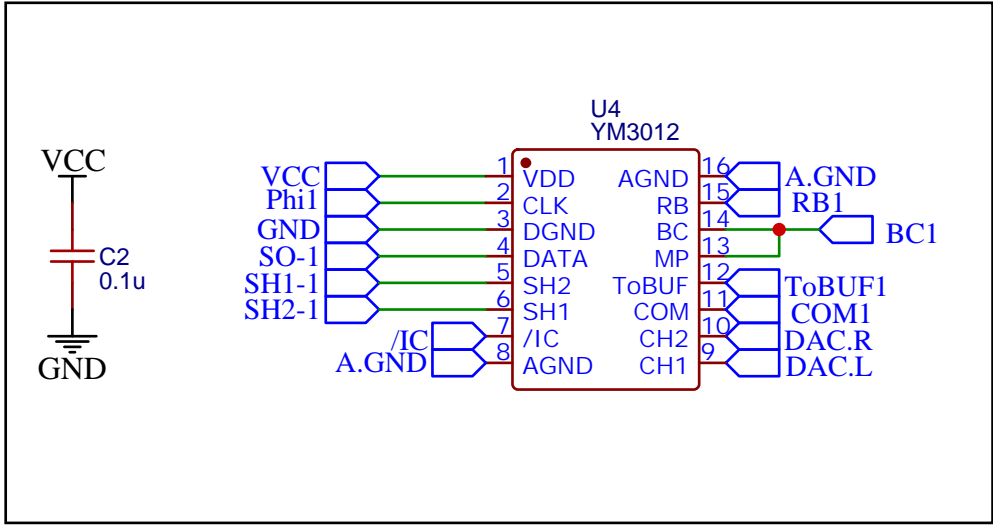 U4
YM3012
VCC
C2
0.1u
GND
VCC 1 VDD AGND 16 A.GND
Phi1 2 CLK RB 15 RB1
GND 3 DGND BC 14 BC1
SO-1 4 DATA MP 13
SH1-1 5 SH2 ToBUF 12 ToBUF1
SH2-1 6 SH1 COM 11 COM1
/IC 7 /IC CH2 10 DAC.R
A.GND 8 AGND CH1 9 DAC.L